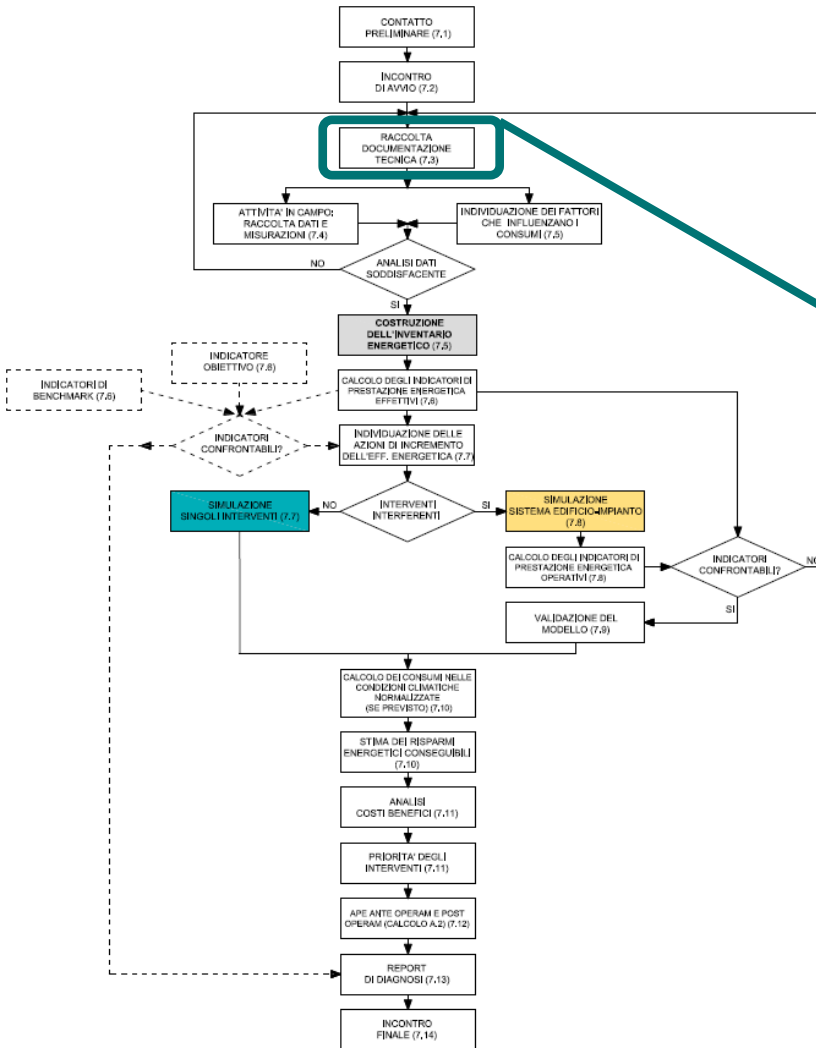 CONTATTO
PRELIMINARE (7.1)
INCONTRO
DI AVVIO (7.2)
RACCOLTA
DOCUMENTAZIONE
TECNICA (7.3)
ATTIVITA' IN CAMPO:
RACCOLTA DATI E
MISURAZIONI (7.4)
INDIVIDUAZIONE DEI FATTORI
CHE INFLUENZANO I
CONSUMI (7.5)
NO
ANALISI DATI
SODDISFACENTE
SI
COSTRUZIONE
DELL'INVENTARIO
ENERGETICO (7.5)
INDICATORE
OBIETTIVO (7.6)
INDICATORI DI
BENCHMARK (7.6)
CALCOLO DEGLI INDICATORI DI
PRESTAZIONE ENERGETICA
EFFETTIVI (7.6)
INDICATORI
CONFRONTABILI?
INDIVIDUAZIONE DELLE
AZIONI DI INCREMENTO
DELL'EFF. ENERGETICA (7.7)
SIMULAZIONE
SINGOLI INTERVENTI (7.7)
NO
INTERVENTI
INTERFERENTI
SI
SIMULAZIONE
SISTEMA EDIFICIO-IMPIANTO
(7.8)
CALCOLO DEGLI INDICATORI DI
PRESTAZIONE ENERGETICA
OPERATIVI (7.8)
INDICATORI
CONFRONTABILI?
NO
SI
VALIDAZIONE DEL
MODELLO (7.9)
CALCOLO DEI CONSUMI NELLE
CONDIZIONI CLIMATICHE
NORMALIZZATE
(SE PREVISTO) (7.10)
STIMA DEI RISPARMI
ENERGETICI CONSEGUIBILI
(7.10)
ANALISI
COSTI BENEFICI (7.11)
PRIORITA' DEGLI
INTERVENTI (7.11)
APE ANTE OPERAM E POST
OPERAM (CALCOLO A.2) (7.12)
REPORT
DI DIAGNOSI (7.13)
INCONTRO
FINALE (7.14)